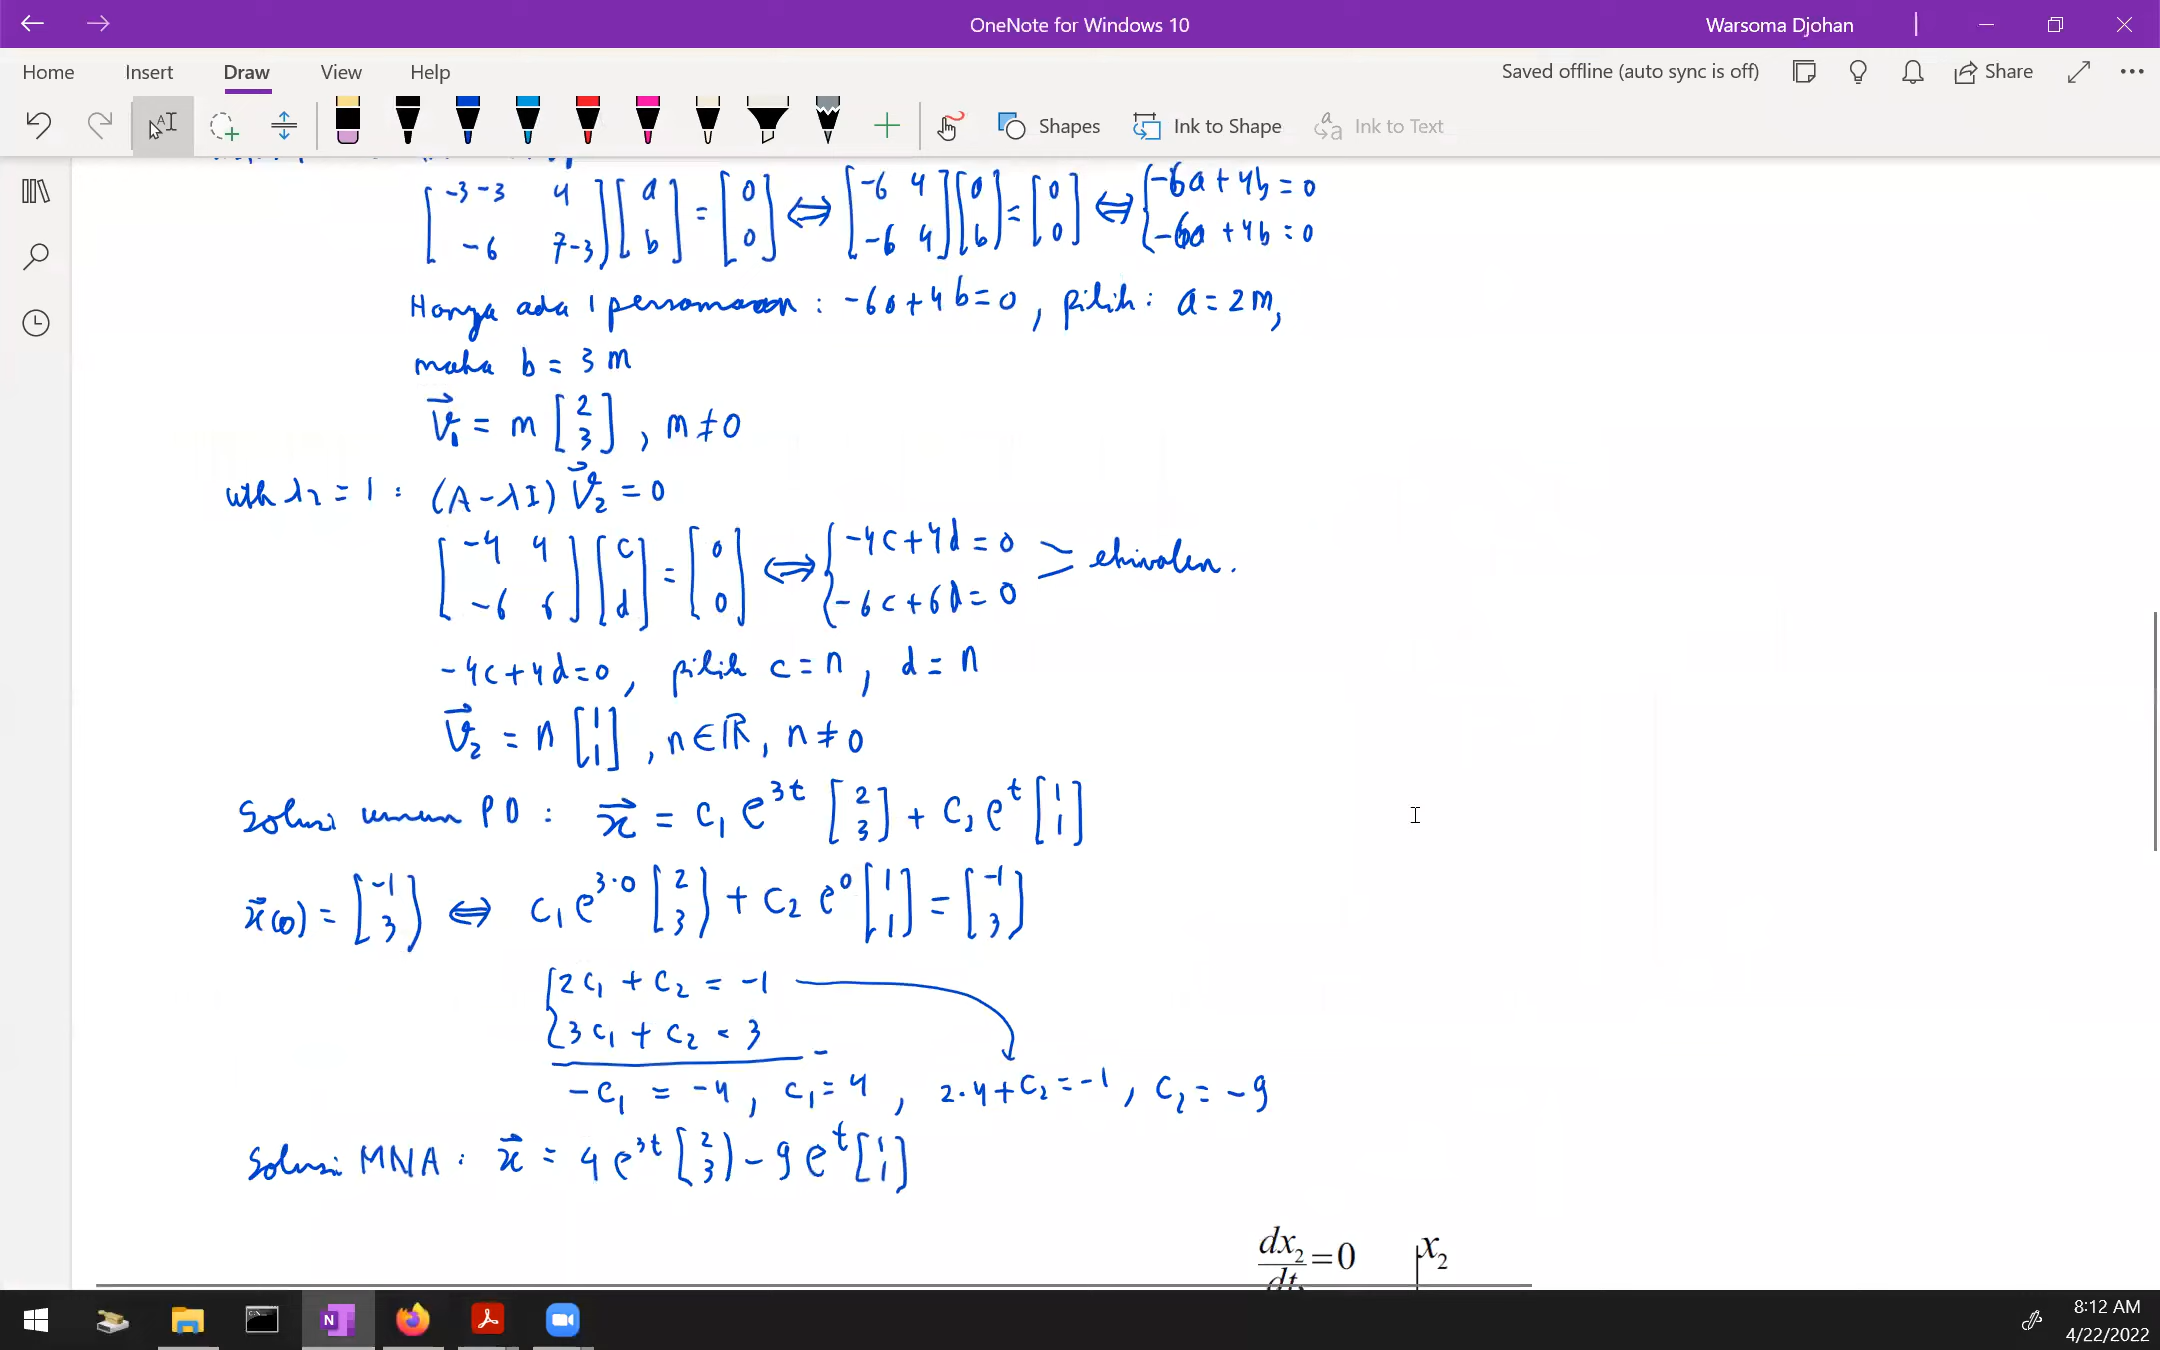 OneNote for Windows 10
Warsoma Djohan
Home Insert Draw View Help
Saved offline (auto sync is off) Share
Shapes Ink to Shape Ink to Text
[-3-3 4; -6 7-3] [a; b] = [0; 0] ⇔ [-6 4; -6 4] [a; b] = [0; 0] ⇔ {-6a + 4b = 0; -6a + 4b = 0
Hanya ada 1 persamaan : -6a + 4b = 0, pilih : a = 2m,
maka b = 3m
V⃗₁ = m [2; 3], m ≠ 0
utk λ₂ = 1 : (A - λI) V⃗₂ = 0
[-4 4; -6 6] [c; d] = [0; 0] ⇔ {-4c + 4d = 0; -6c + 6d = 0 > ekivalen.
-4c + 4d = 0, pilih c = n, d = n
V⃗₂ = n [1; 1], n ∈ ℝ, n ≠ 0
Solusi umum PD : x⃗ = c₁ e^{3t} [2; 3] + c₂ e^{t} [1; 1]
x⃗(0) = [-1; 3] ⇔ c₁ e^{3·0} [2; 3] + c₂ e^{0} [1; 1] = [-1; 3]
2c₁ + c₂ = -1
3c₁ + c₂ = 3
-
-c₁ = -4, c₁ = 4, 2·4 + c₂ = -1, c₂ = -9
Solusi MNA : x⃗ = 4 e^{3t} [2; 3] - 9 e^{t} [1; 1]
dx₂/dt = 0 x₂
8:12 AM
4/22/2022